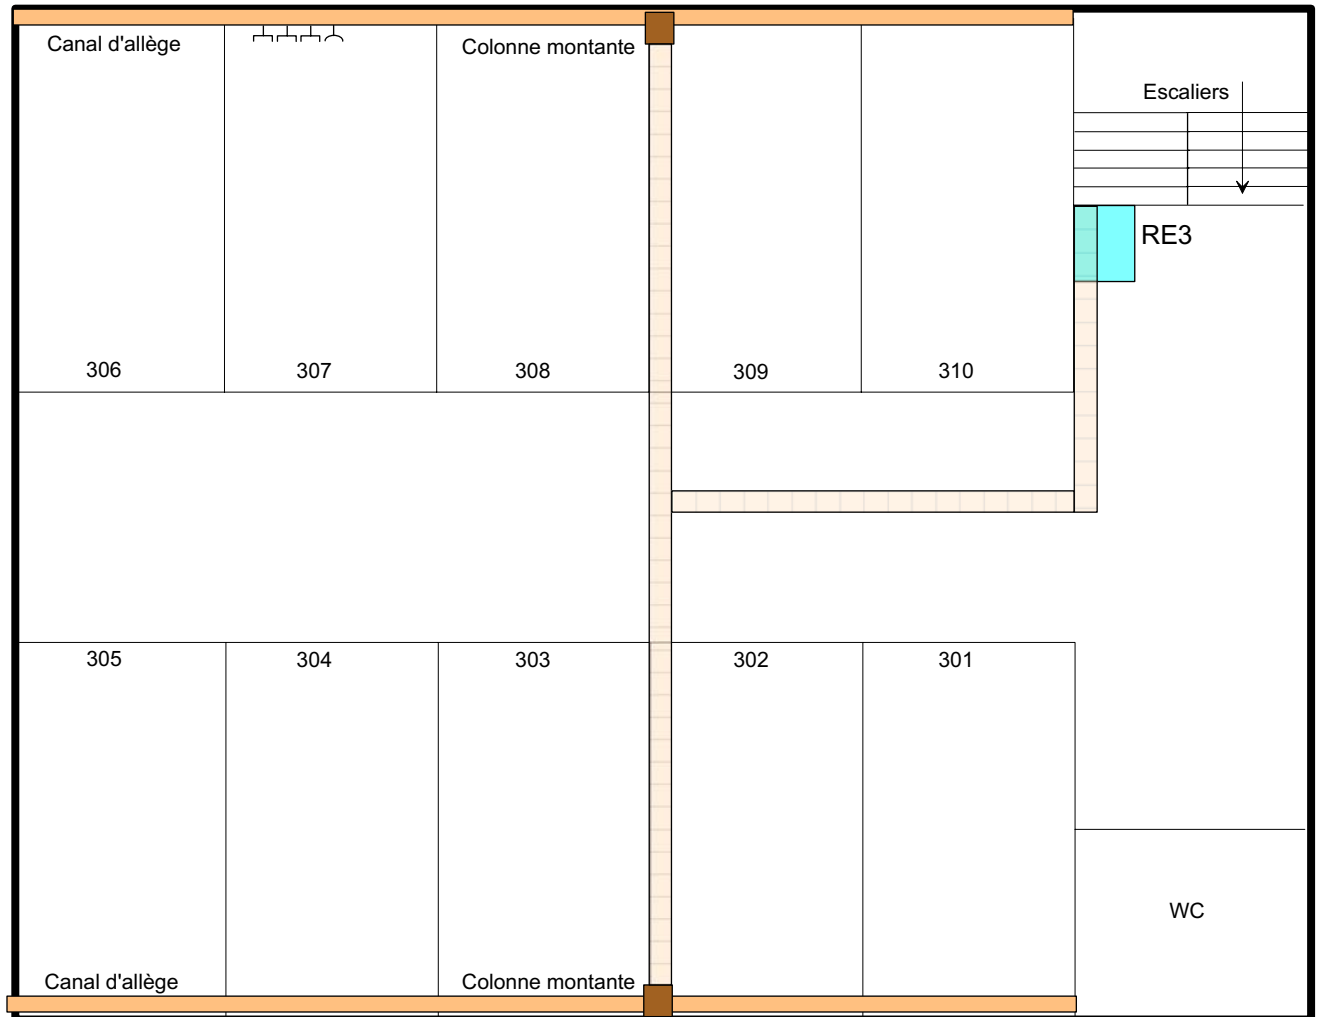 Canal d'allège
Colonne montante
Escaliers
RE3
306
307
308
309
310
305
304
303
302
301
WC
Canal d'allège
Colonne montante